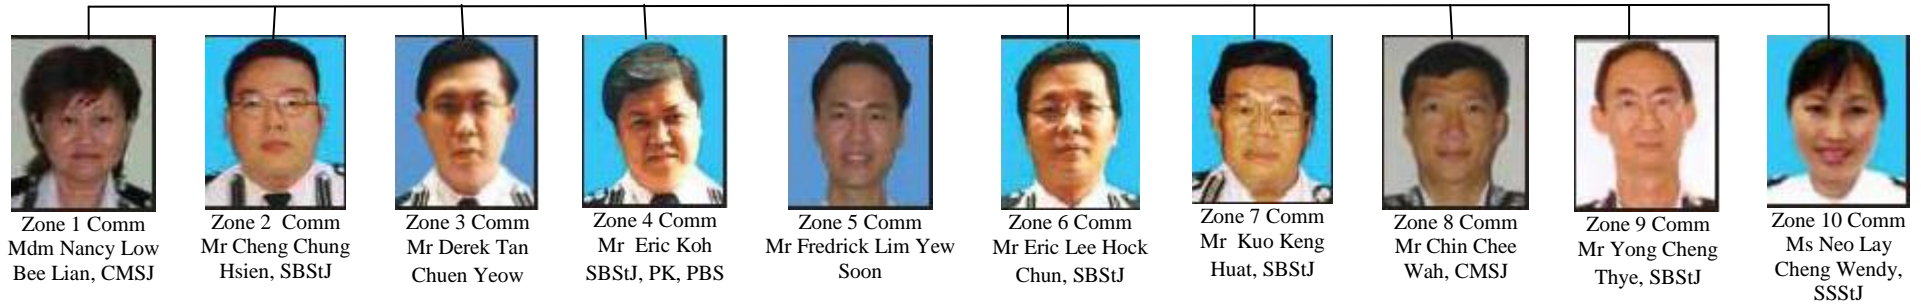 Zone 1 Comm
Mdm Nancy Low
Bee Lian, CMSJ
Zone 2 Comm
Mr Cheng Chung
Hsien, SBStJ
Zone 3 Comm
Mr Derek Tan
Chuen Yeow
Zone 4 Comm
Mr Eric Koh
SBStJ, PK, PBS
Zone 5 Comm
Mr Fredrick Lim Yew
Soon
Zone 6 Comm
Mr Eric Lee Hock
Chun, SBStJ
Zone 7 Comm
Mr Kuo Keng
Huat, SBStJ
Zone 8 Comm
Mr Chin Chee
Wah, CMSJ
Zone 9 Comm
Mr Yong Cheng
Thye, SBStJ
Zone 10 Comm
Ms Neo Lay
Cheng Wendy,
SSStJ